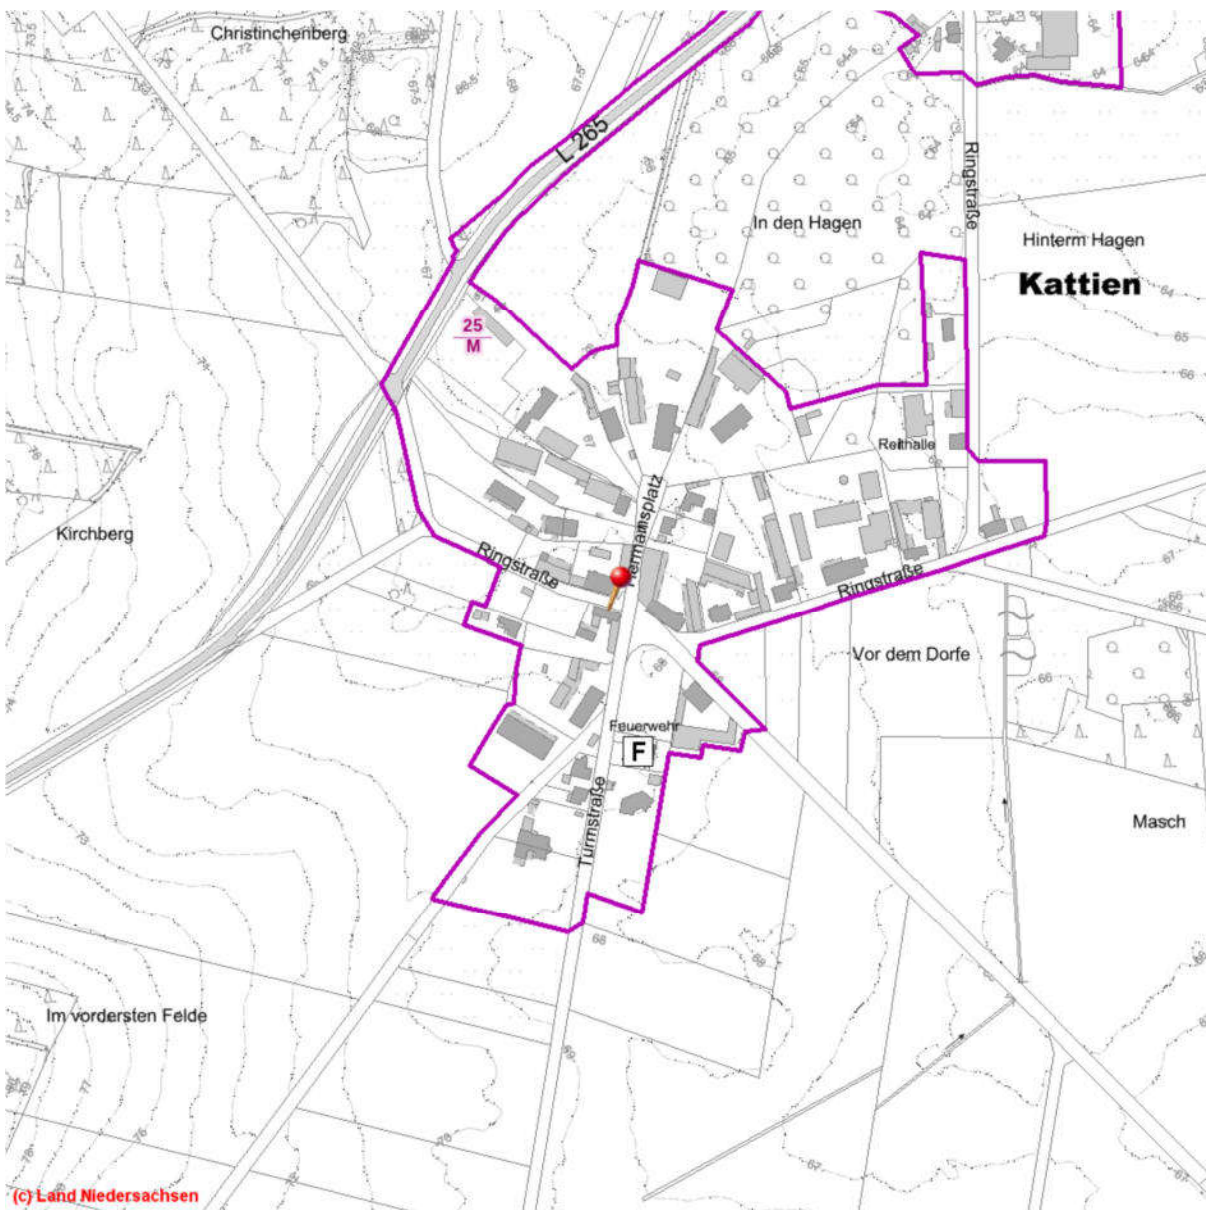 Christinchenberg
L 265
Ringstraße
In den Hagen
Hinterm Hagen
Kattien
25
M
Reithalle
Hermannsplatz
Kirchberg
Ringstraße
Ringstraße
Vor dem Dorfe
Feuerwehr
F
Turmstraße
Masch
Im vordersten Felde
(c) Land Niedersachsen